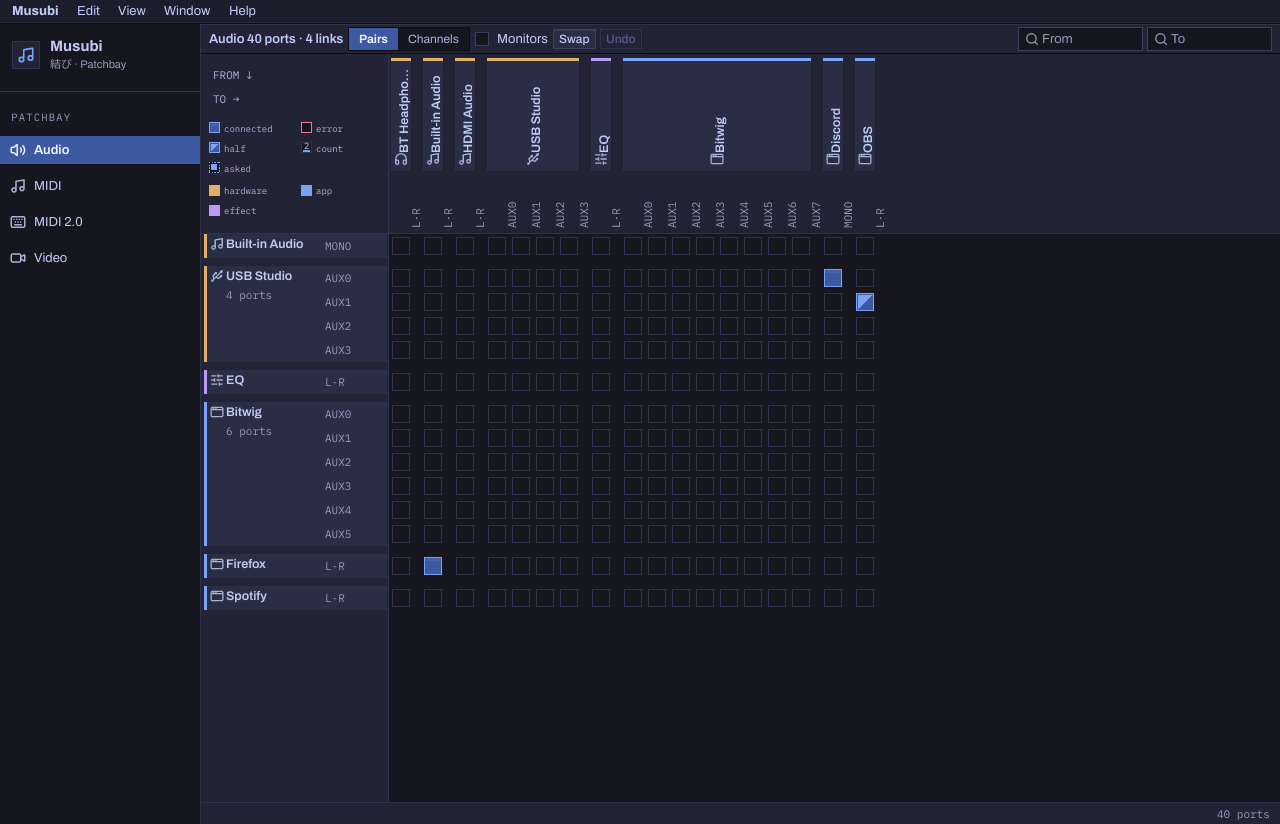 Musubi Edit View Window Help
Musubi
結び · Patchbay
PATCHBAY
Audio
MIDI
MIDI 2.0
Video
Audio 40 ports · 4 links Pairs Channels Monitors Swap Undo From To
FROM ↓
TO →
connected error
half 2 count
asked
hardware app
effect
BT Headpho… Built-in Audio HDMI Audio USB Studio EQ Bitwig Discord OBS
L·R L·R L·R AUX0 AUX1 AUX2 AUX3 L·R AUX0 AUX1 AUX2 AUX3 AUX4 AUX5 AUX6 AUX7 MONO L·R
Built-in Audio MONO
USB Studio AUX0
4 ports AUX1
AUX2
AUX3
EQ L·R
Bitwig AUX0
6 ports AUX1
AUX2
AUX3
AUX4
AUX5
Firefox L·R
Spotify L·R
40 ports